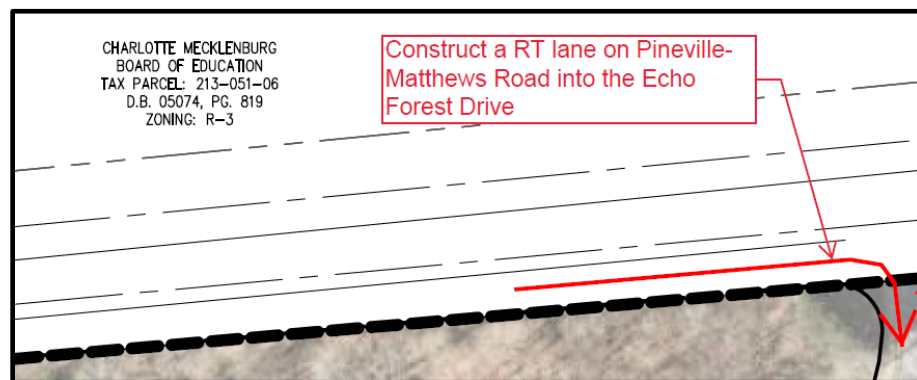 CHARLOTTE MECKLENBURG
BOARD OF EDUCATION
TAX PARCEL: 213-051-06
D.B. 05074, PG. 819
ZONING: R-3
Construct a RT lane on Pineville-
Matthews Road into the Echo
Forest Drive